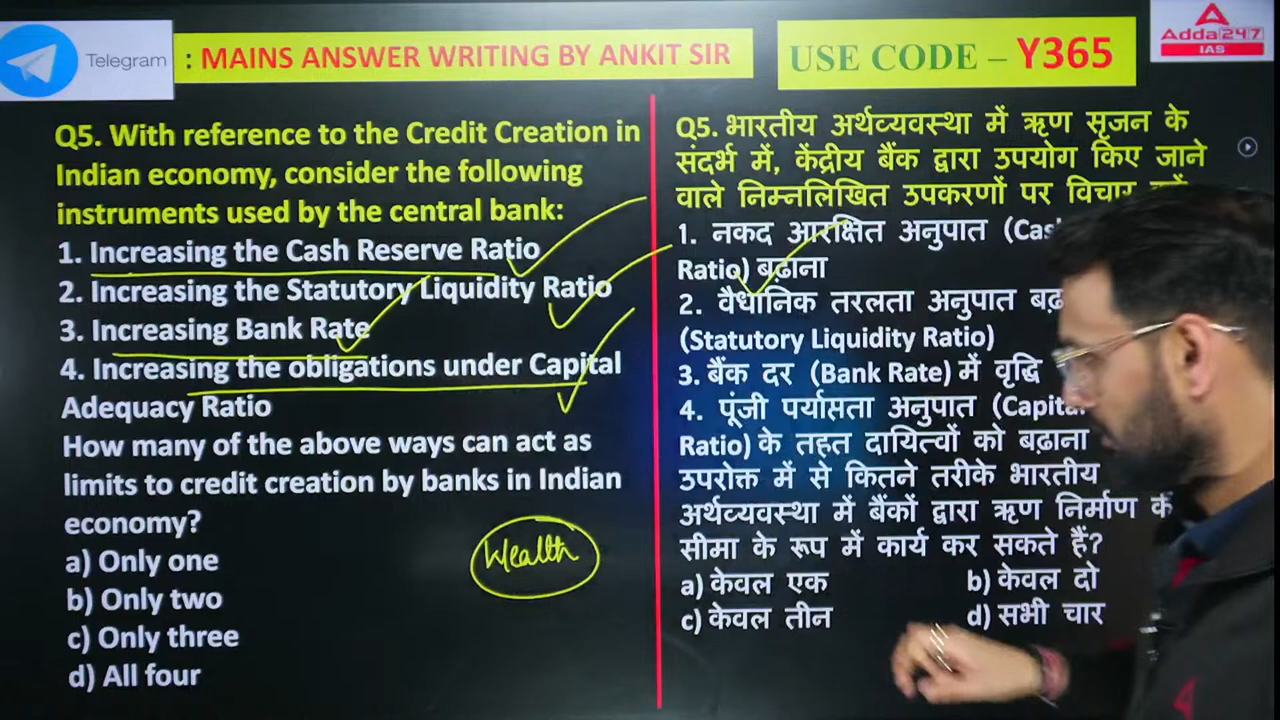 Telegram : MAINS ANSWER WRITING BY ANKIT SIR
USE CODE – Y365
Adda247
IAS
Q5. With reference to the Credit Creation in
Indian economy, consider the following
instruments used by the central bank:
1. Increasing the Cash Reserve Ratio
2. Increasing the Statutory Liquidity Ratio
3. Increasing Bank Rate
4. Increasing the obligations under Capital
Adequacy Ratio
How many of the above ways can act as
limits to credit creation by banks in Indian
economy?
a) Only one
b) Only two
c) Only three
d) All four
Wealth
Q5. भारतीय अर्थव्यवस्था में ऋण सृजन के
संदर्भ में, केंद्रीय बैंक द्वारा उपयोग किए जाने
वाले निम्नलिखित उपकरणों पर विचार
1. नकद आरक्षित अनुपात
Ratio) बढ़ाना
2. वैधानिक तरलता अनुपात
(Statutory Liquidity Ratio)
3. बैंक दर (Bank Rate) में वृद्धि
4. पूंजी पर्याप्तता अनुपात (Capital
Ratio) के तहत दायित्वों को बढ़ाना
उपरोक्त में से कितने तरीके भारतीय
अर्थव्यवस्था में बैंकों द्वारा ऋण निर्माण के
सीमा के रूप में कार्य कर सकते हैं?
a) केवल एक b) केवल दो
c) केवल तीन d) सभी चार